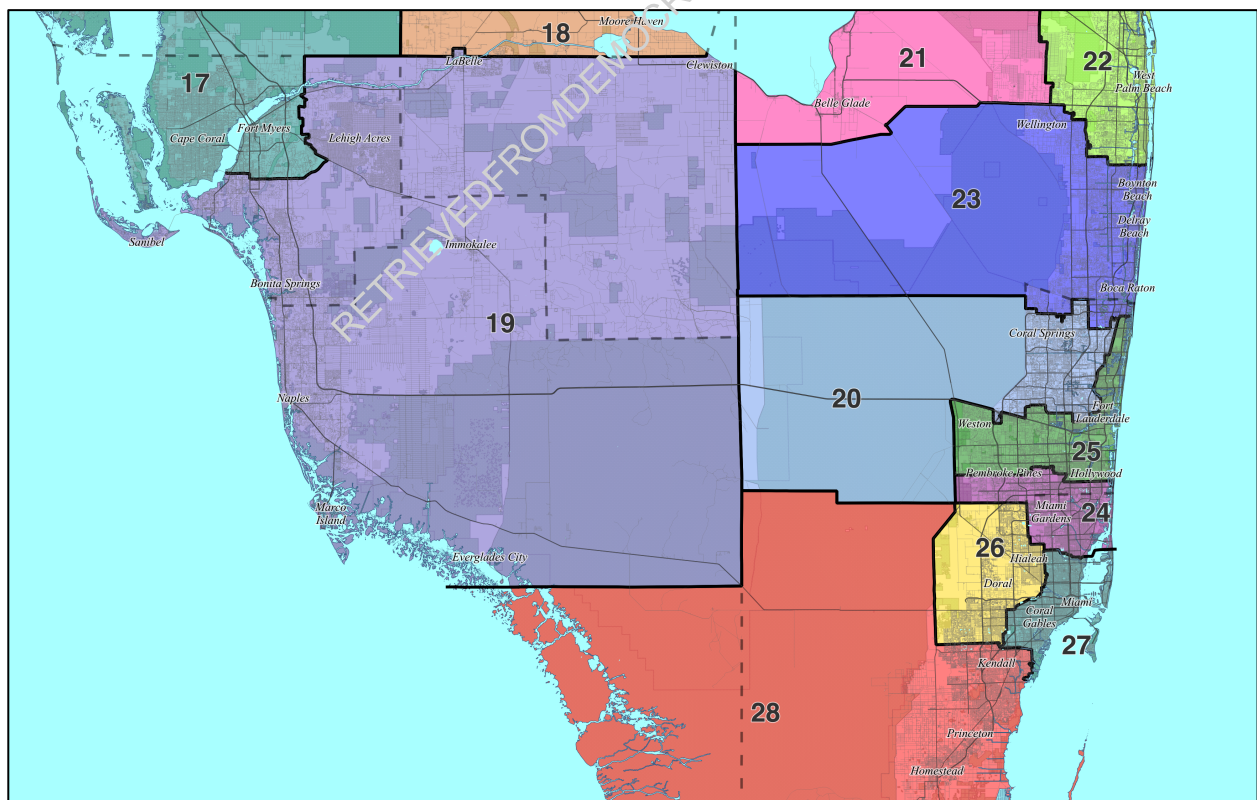 Moore Haven
18
LaBelle
Clewiston
21
22
West
Palm Beach
17
Belle Glade
Cape Coral
Fort Myers
Lehigh Acres
Wellington
23
Boynton
Beach
Delray
Beach
Sanibel
Immokalee
Bonita Springs
Boca Raton
19
Coral Springs
RETRIEVEDFROMDEMOCR
Naples
20
Fort
Lauderdale
Weston
25
Pembroke Pines
Hollywood
Marco
Island
Miami
Gardens
24
26
Everglades City
Hialeah
Doral
Miami
Coral
Gables
27
Kendall
28
Princeton
Homestead